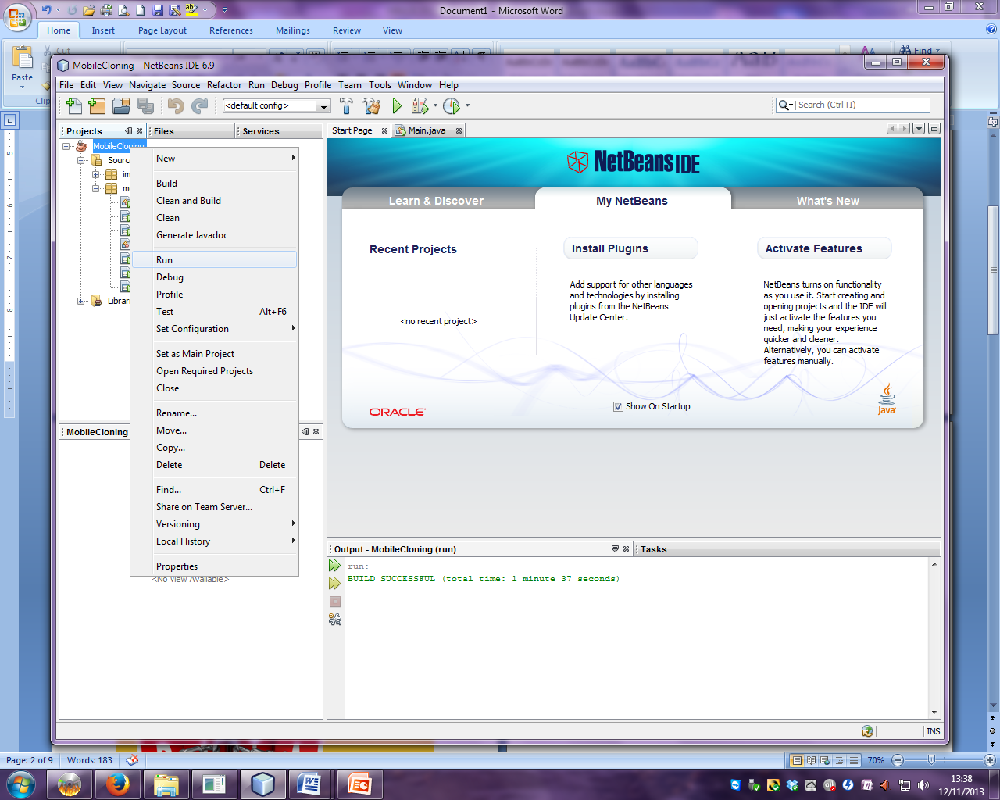 Document1 - Microsoft Word
Home Insert Page Layout References Mailings Review View
Cut
Paste
Find
MobileCloning - NetBeans IDE 6.9
File Edit View Navigate Source Refactor Run Debug Profile Team Tools Window Help
<default config>
Search (Ctrl+I)
Projects Files Services
Start Page Main.java
MobileCloning
Sourc
im
m
Librar
New
Build
Clean and Build
Clean
Generate Javadoc
Run
Debug
Profile
Test Alt+F6
Set Configuration
Set as Main Project
Open Required Projects
Close
Rename...
Move...
Copy...
Delete Delete
Find... Ctrl+F
Share on Team Server...
Versioning
Local History
Properties
MobileCloning
<No View Available>
NetBeans IDE
Learn & Discover My NetBeans What's New
Recent Projects
<no recent project>
Install Plugins
Add support for other languages
and technologies by installing
plugins from the NetBeans
Update Center.
Activate Features
NetBeans turns on functionality
as you use it. Start creating and
opening projects and the IDE will
just activate the features you
need, making your experience
quicker and cleaner.
Alternatively, you can activate
features manually.
ORACLE
Show On Startup
Java
Output - MobileCloning (run) Tasks
run:
BUILD SUCCESSFUL (total time: 1 minute 37 seconds)
INS
Page: 2 of 9 Words: 183 70%
13:38
12/11/2013